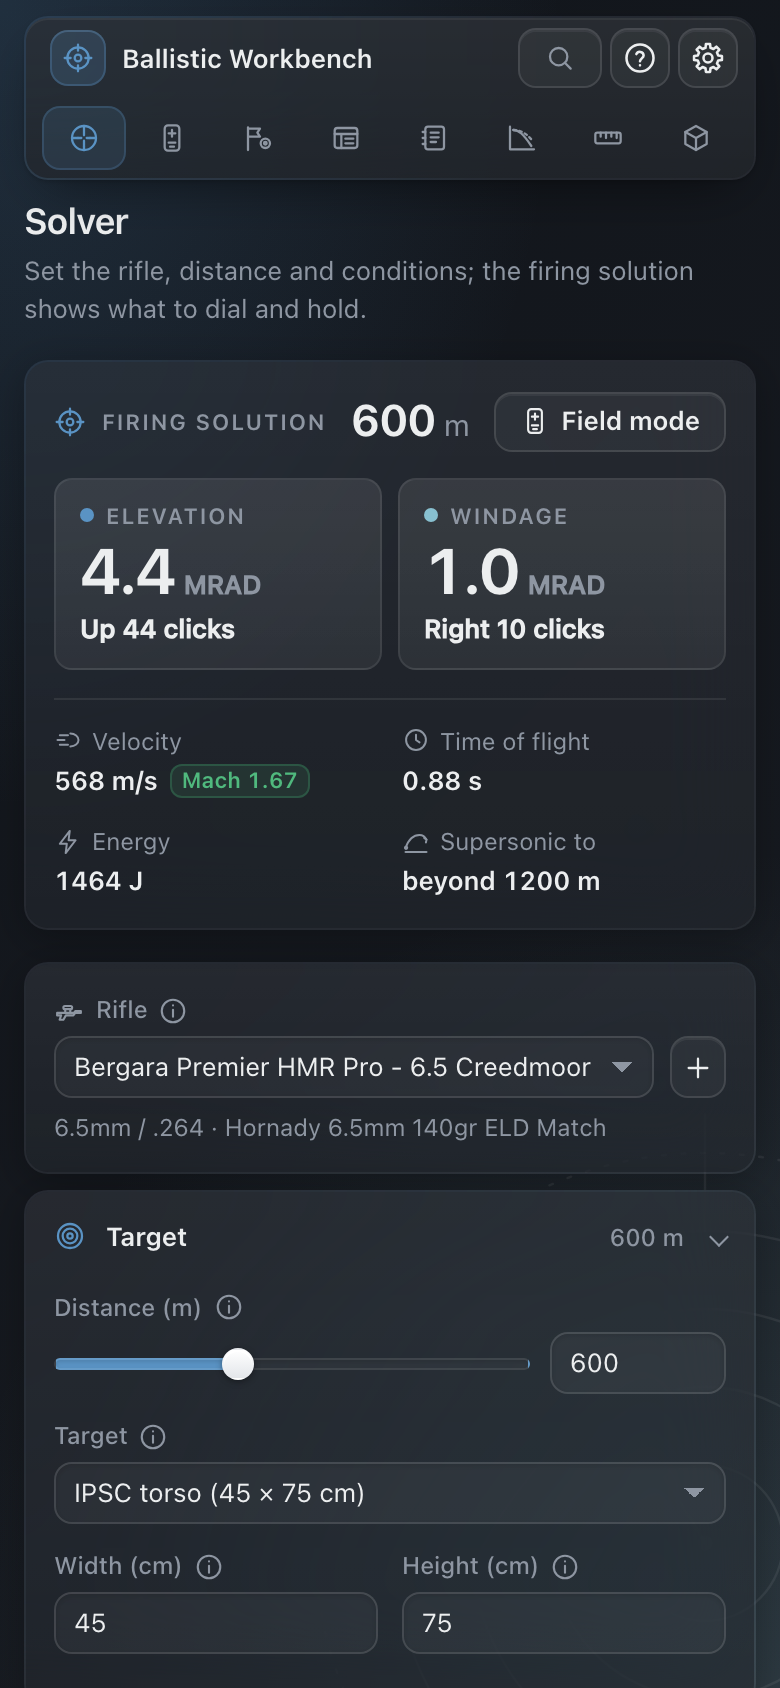 Ballistic Workbench
Solver
Set the rifle, distance and conditions; the firing solution
shows what to dial and hold.
FIRING SOLUTION 600 m Field mode
ELEVATION
4.4 MRAD
Up 44 clicks
WINDAGE
1.0 MRAD
Right 10 clicks
Velocity
568 m/s Mach 1.67
Time of flight
0.88 s
Energy
1464 J
Supersonic to
beyond 1200 m
Rifle
Bergara Premier HMR Pro - 6.5 Creedmoor
6.5mm / .264 · Hornady 6.5mm 140gr ELD Match
Target 600 m
Distance (m)
600
Target
IPSC torso (45 × 75 cm)
Width (cm)
45
Height (cm)
75